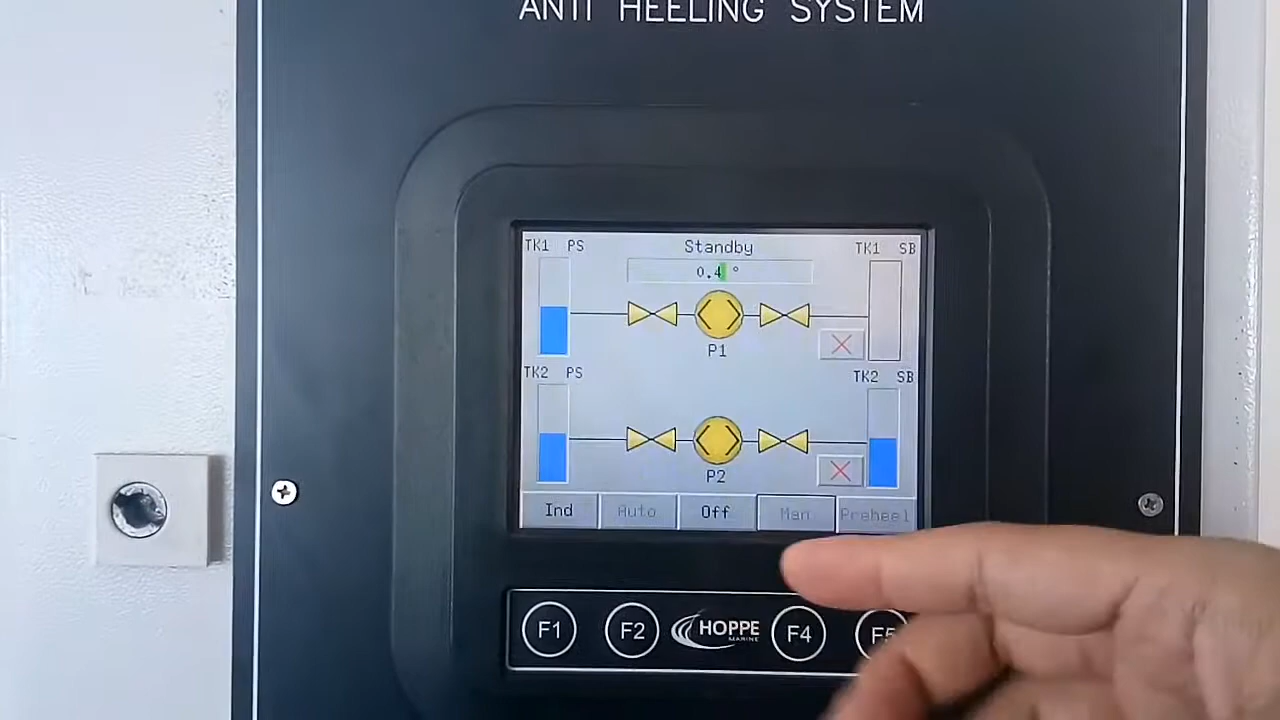 ANTI HEELING SYSTEM
TK1 PS Standby TK1 SB
0.4 °
P1
TK2 PS TK2 SB
P2
Ind Auto Off Man Preheel
F1 F2 HOPPE F4 F5
MARINE